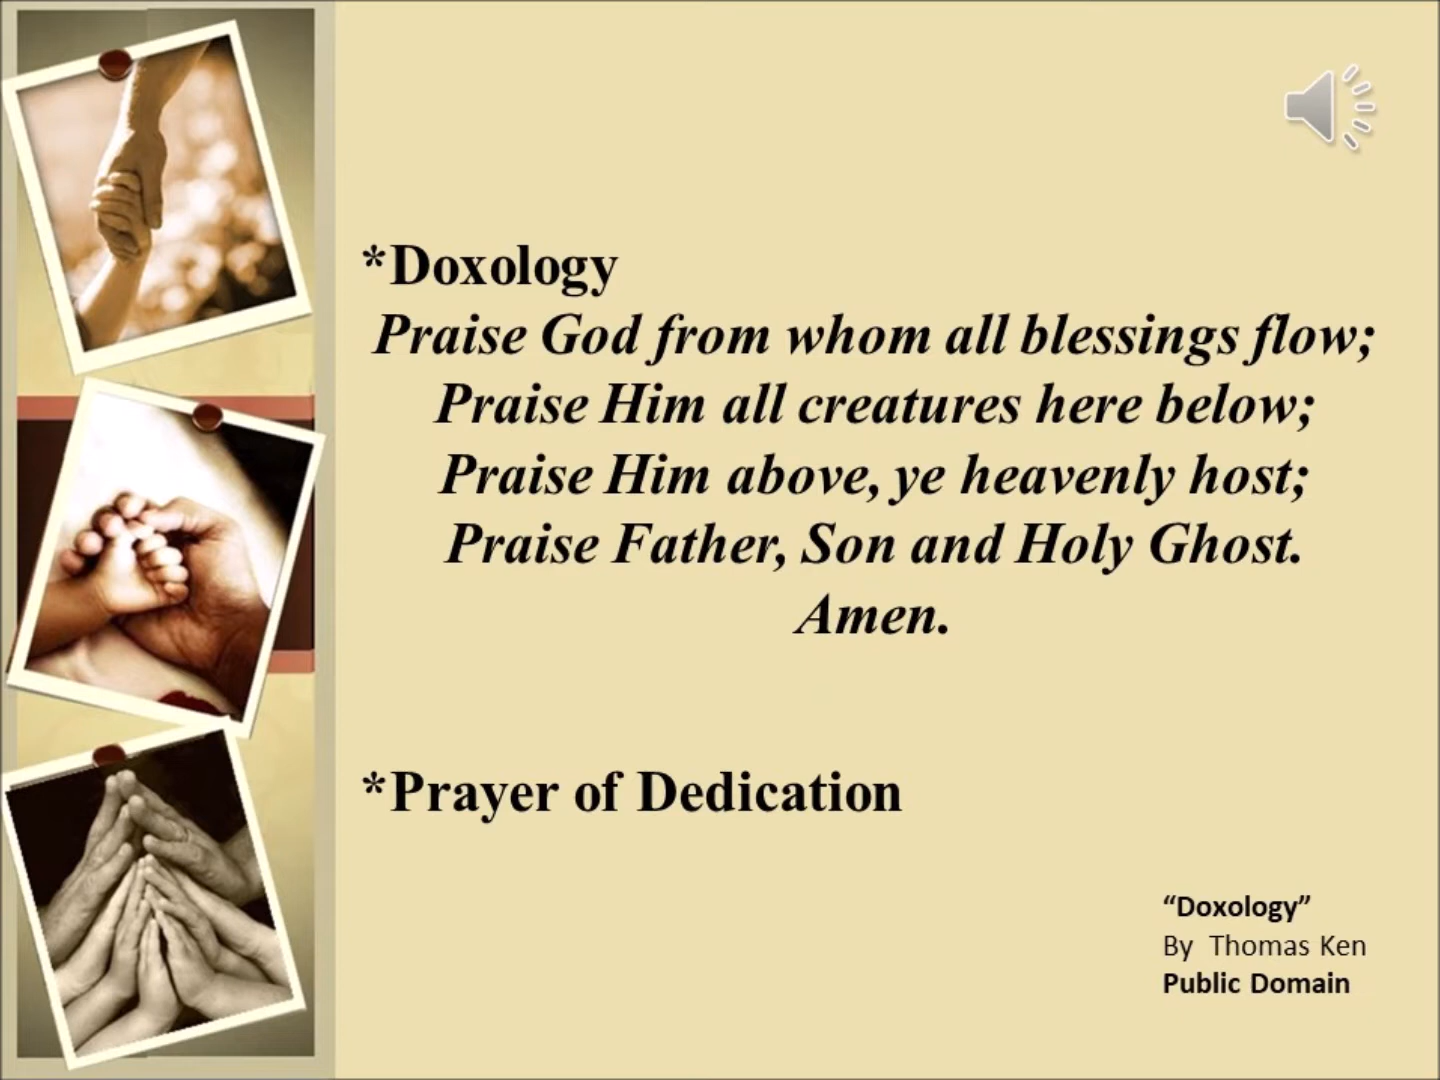 *Doxology
Praise God from whom all blessings flow;
Praise Him all creatures here below;
Praise Him above, ye heavenly host;
Praise Father, Son and Holy Ghost.
Amen.
*Prayer of Dedication
“Doxology”
By Thomas Ken
Public Domain